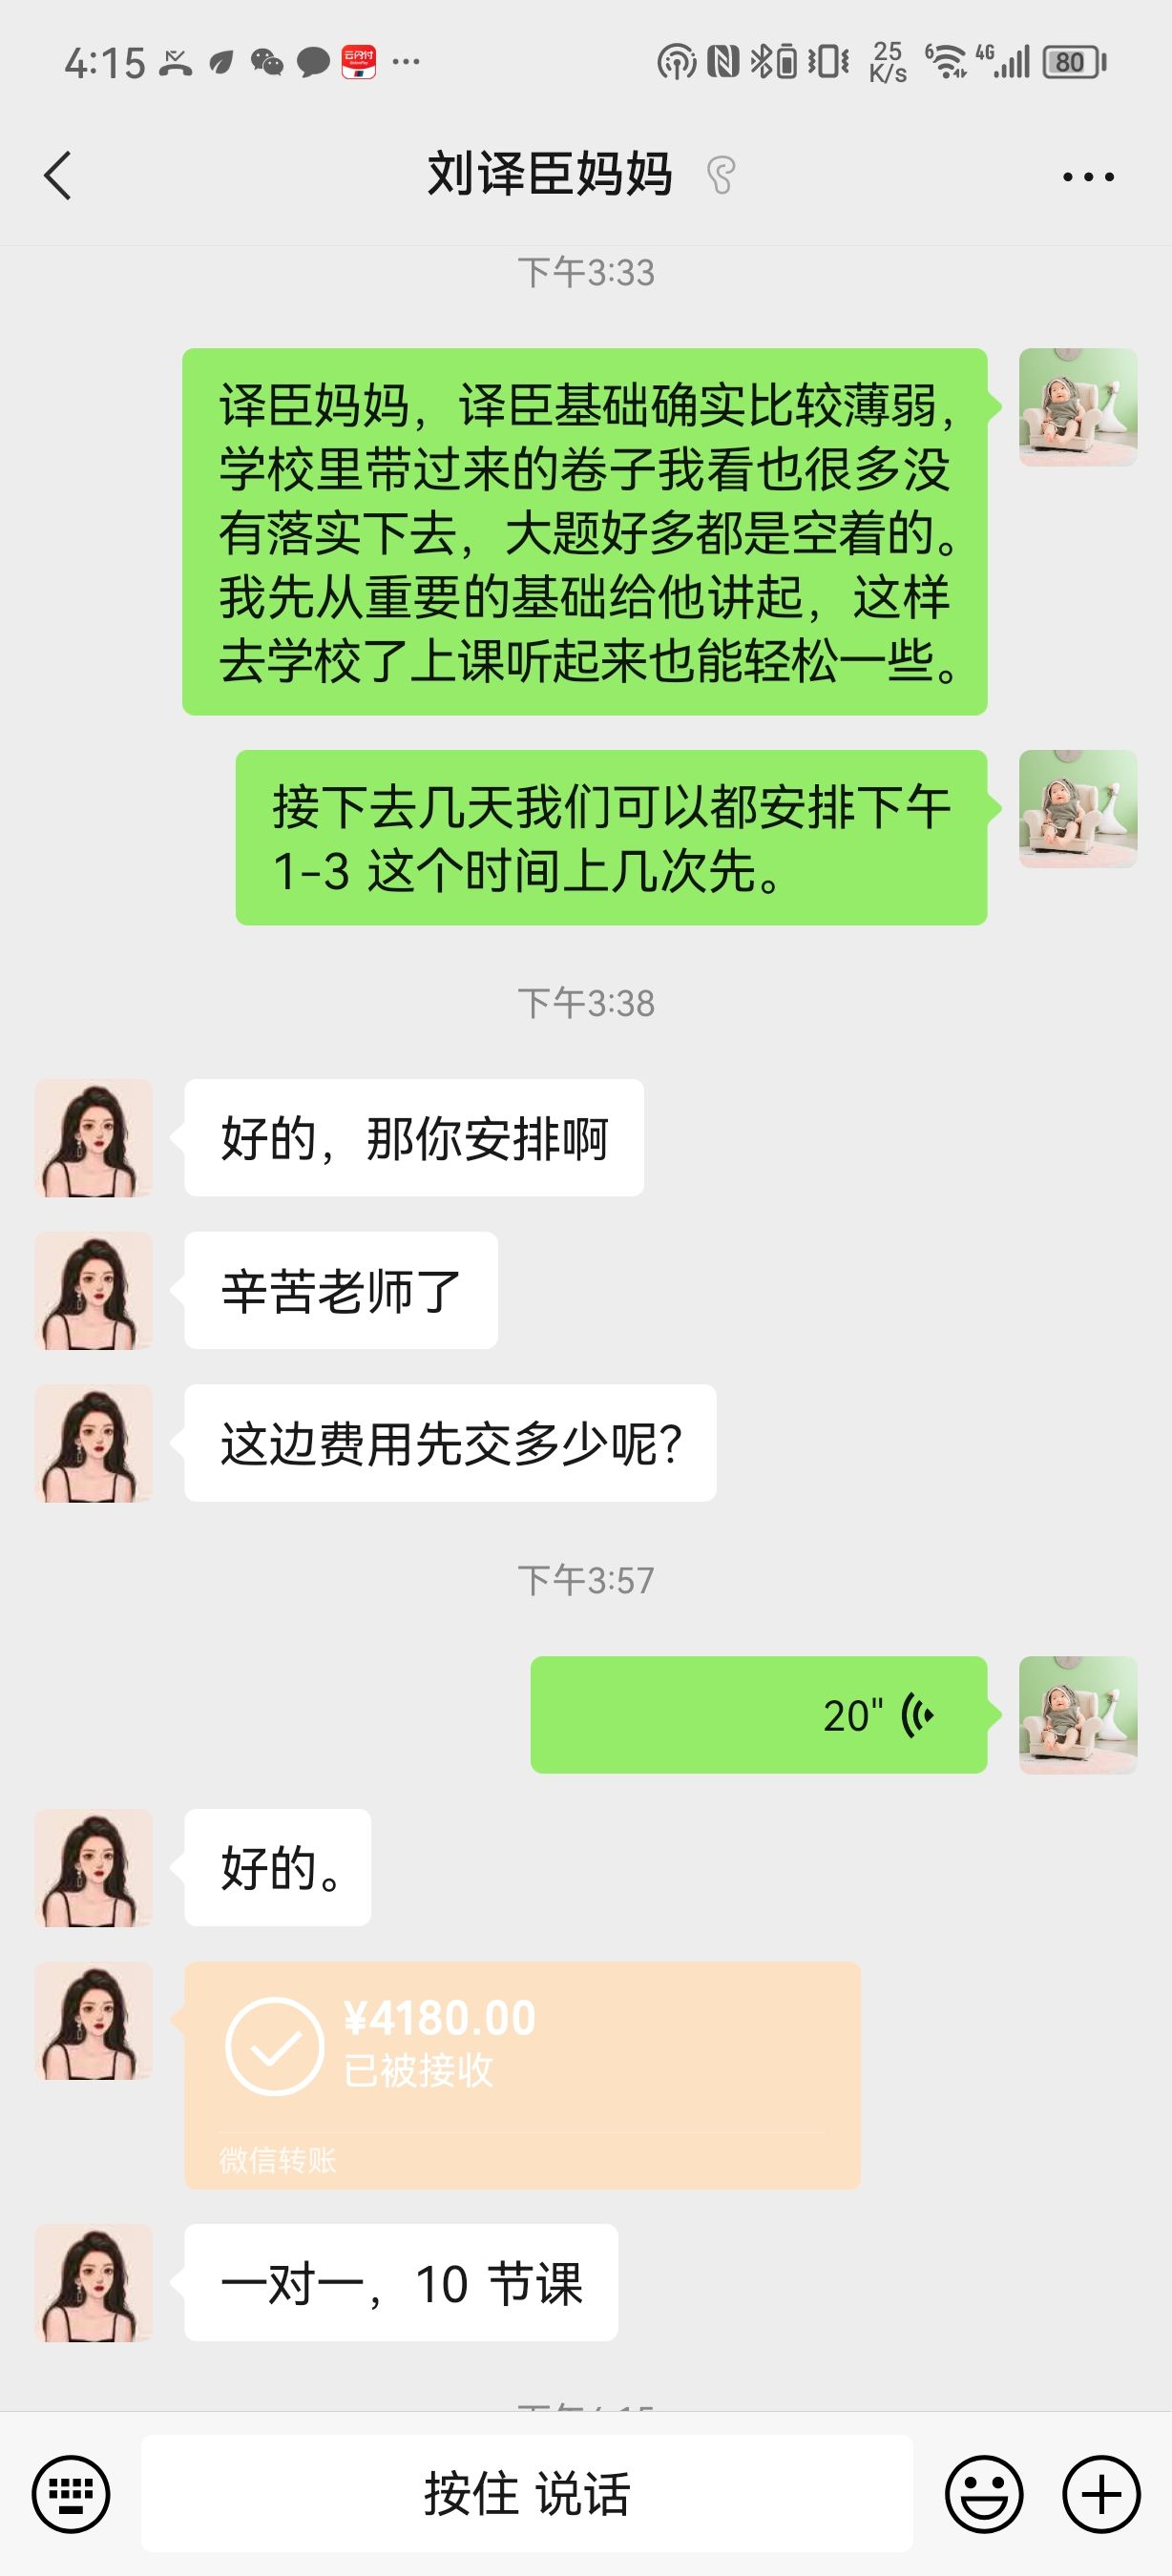 4:15
云闪付
25
K/s
6
4G
80
刘译臣妈妈
下午3:33
译臣妈妈，译臣基础确实比较薄弱，
学校里带过来的卷子我看也很多没
有落实下去，大题好多都是空着的。
我先从重要的基础给他讲起，这样
去学校了上课听起来也能轻松一些。
接下去几天我们可以都安排下午
1-3 这个时间上几次先。
下午3:38
好的，那你安排啊
辛苦老师了
这边费用先交多少呢？
下午3:57
20"
好的。
¥4180.00
已被接收
微信转账
一对一，10 节课
按住 说话